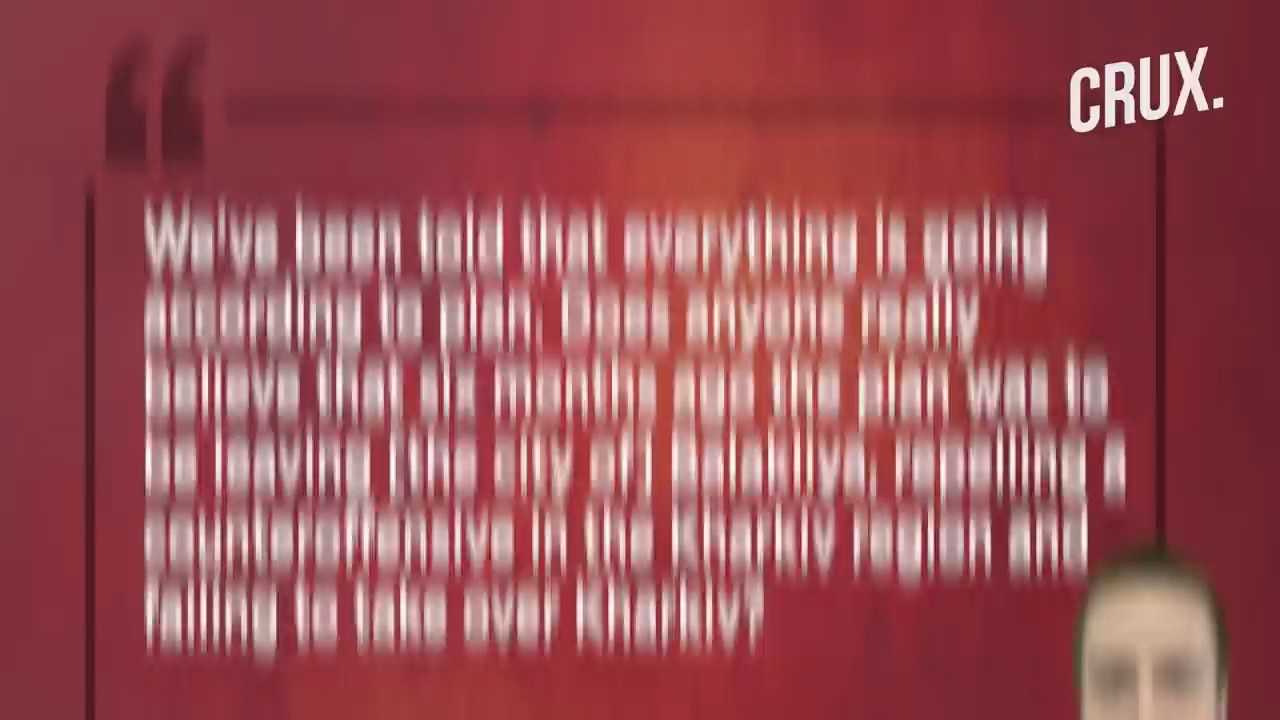 CRUX.
We've been told that everything is going
according to plan. Does anyone really
believe that six months ago the plan was to
be leaving [the city of] Balakliya, repelling a
counteroffensive in the Kharkiv region and
failing to take over Kharkiv?